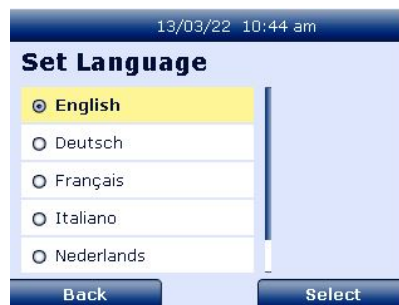 13/03/22 10:44 am
Set Language
English
Deutsch
Français
Italiano
Nederlands
Back Select